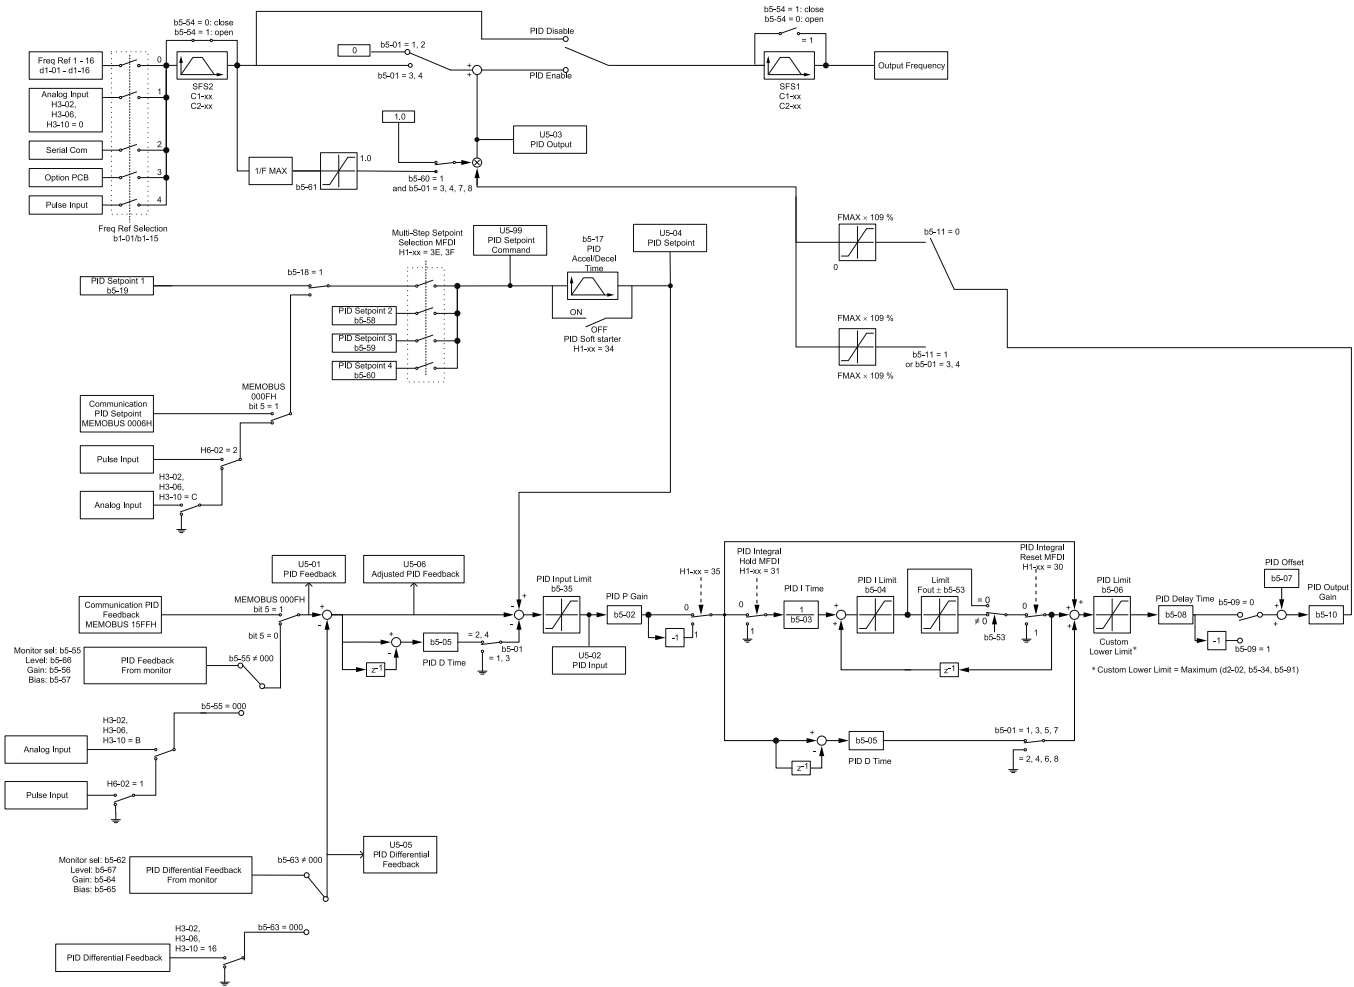 b5-54 = 0: close
b5-54 = 1: open
b5-54 = 1: close
b5-54 = 0: open
= 1
PID Disable
PID Enable
Freq Ref 1 - 16
d1-01 - d1-16
0
SFS2
C1-xx
C2-xx
0
b5-01 = 1, 2
b5-01 = 3, 4
+
+
SFS1
C1-xx
C2-xx
Output Frequency
Analog Input
H3-02,
H3-06,
H3-10 = 0
1
Serial Com
2
Option PCB
3
Pulse Input
4
Freq Ref Selection
b1-01/b1-15
1.0
U5-03
PID Output
1/F MAX
b5-61
1.0
b5-60 = 1
and b5-01 = 3, 4, 7, 8
FMAX × 109 %
0
b5-11 = 0
FMAX × 109 %
FMAX × 109 %
b5-11 = 1
or b5-01 = 3, 4
Multi-Step Setpoint
Selection MFDI
H1-xx = 3E, 3F
U5-99
PID Setpoint
Command
b5-17
PID
Accel/Decel
Time
U5-04
PID Setpoint
PID Setpoint 1
b5-19
b5-18 = 1
PID Setpoint 2
b5-58
PID Setpoint 3
b5-59
PID Setpoint 4
b5-60
ON
OFF
PID Soft starter
H1-xx = 34
MEMOBUS
000FH
bit 5 = 1
Communication
PID Setpoint
MEMOBUS 0006H
Pulse Input
H6-02 = 2
Analog Input
H3-02,
H3-06,
H3-10 = C
U5-01
PID Feedback
U5-06
Adjusted PID Feedback
Communication PID
Feedback
MEMOBUS 15FFH
MEMOBUS 000FH
bit 5 = 1
bit 5 = 0
+
-
+
-
z-1
b5-05
PID D Time
= 2, 4
b5-01
= 1, 3
-
+
-
PID Input Limit
b5-35
U5-02
PID Input
PID P Gain
b5-02
-1
H1-xx = 35
0
1
PID Integral
Hold MFDI
H1-xx = 31
0
1
PID I Time
1
b5-03
+
+
PID I Limit
b5-04
Limit
Fout ± b5-53
= 0
≠ 0
b5-53
PID Integral
Reset MFDI
H1-xx = 30
0
1
z-1
+
+
+
PID Limit
b5-06
Custom
Lower Limit*
PID Delay Time
b5-08
b5-09 = 0
-1
b5-09 = 1
PID Offset
b5-07
+
+
PID Output
Gain
b5-10
* Custom Lower Limit = Maximum (d2-02, b5-34, b5-91)
Monitor sel: b5-55
Level: b5-66
Gain: b5-56
Bias: b5-57
PID Feedback
From monitor
b5-55 ≠ 000
b5-55 = 000
Analog Input
H3-02,
H3-06,
H3-10 = B
Pulse Input
H6-02 = 1
+
-
z-1
b5-05
PID D Time
b5-01 = 1, 3, 5, 7
= 2, 4, 6, 8
U5-05
PID Differential
Feedback
Monitor sel: b5-62
Level: b5-67
Gain: b5-64
Bias: b5-65
PID Differential Feedback
From monitor
b5-63 ≠ 000
b5-63 = 000
PID Differential Feedback
H3-02,
H3-06,
H3-10 = 16